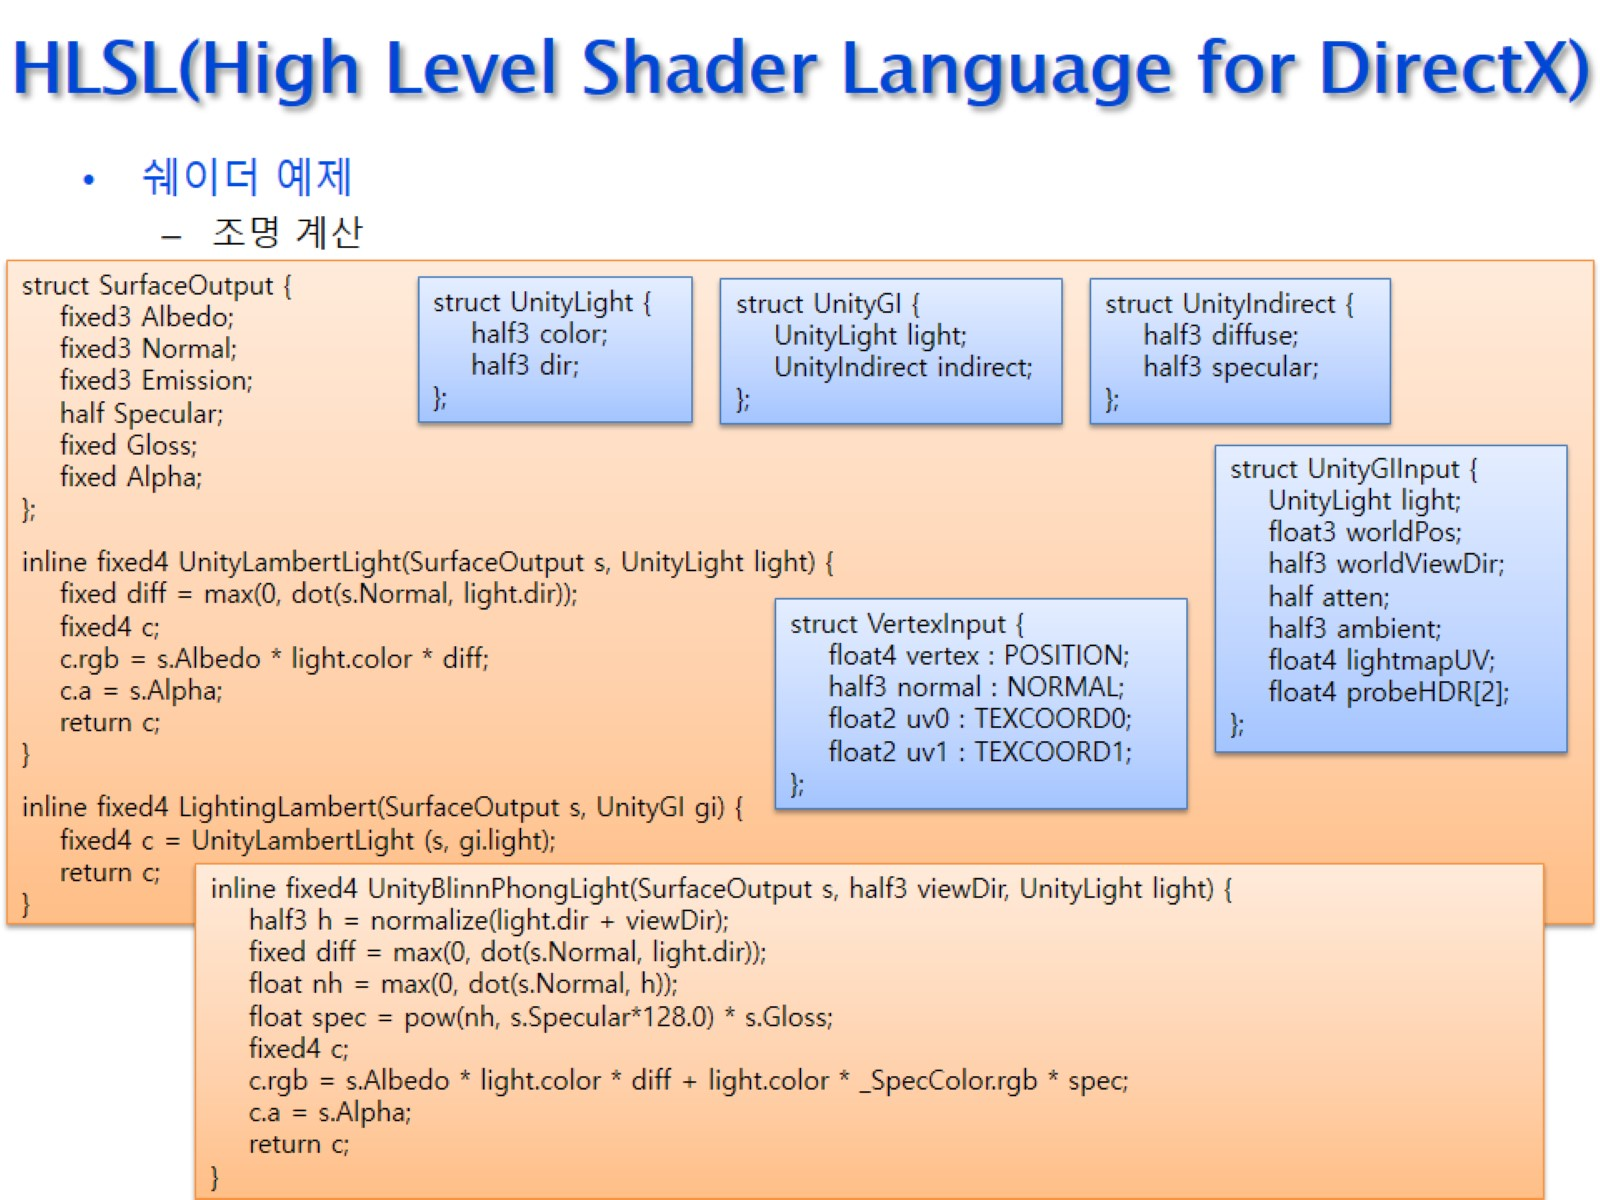 HLSL(High Level Shader Language for DirectX)
• 쉐이더 예제
– 조명 계산
struct SurfaceOutput {
fixed3 Albedo;
fixed3 Normal;
fixed3 Emission;
half Specular;
fixed Gloss;
fixed Alpha;
};
inline fixed4 UnityLambertLight(SurfaceOutput s, UnityLight light) {
fixed diff = max(0, dot(s.Normal, light.dir));
fixed4 c;
c.rgb = s.Albedo * light.color * diff;
c.a = s.Alpha;
return c;
}
inline fixed4 LightingLambert(SurfaceOutput s, UnityGI gi) {
fixed4 c = UnityLambertLight (s, gi.light);
return c;
}
struct UnityLight {
half3 color;
half3 dir;
};
struct UnityGI {
UnityLight light;
UnityIndirect indirect;
};
struct UnityIndirect {
half3 diffuse;
half3 specular;
};
struct UnityGIInput {
UnityLight light;
float3 worldPos;
half3 worldViewDir;
half atten;
half3 ambient;
float4 lightmapUV;
float4 probeHDR[2];
};
struct VertexInput {
float4 vertex : POSITION;
half3 normal : NORMAL;
float2 uv0 : TEXCOORD0;
float2 uv1 : TEXCOORD1;
};
inline fixed4 UnityBlinnPhongLight(SurfaceOutput s, half3 viewDir, UnityLight light) {
half3 h = normalize(light.dir + viewDir);
fixed diff = max(0, dot(s.Normal, light.dir));
float nh = max(0, dot(s.Normal, h));
float spec = pow(nh, s.Specular*128.0) * s.Gloss;
fixed4 c;
c.rgb = s.Albedo * light.color * diff + light.color * _SpecColor.rgb * spec;
c.a = s.Alpha;
return c;
}